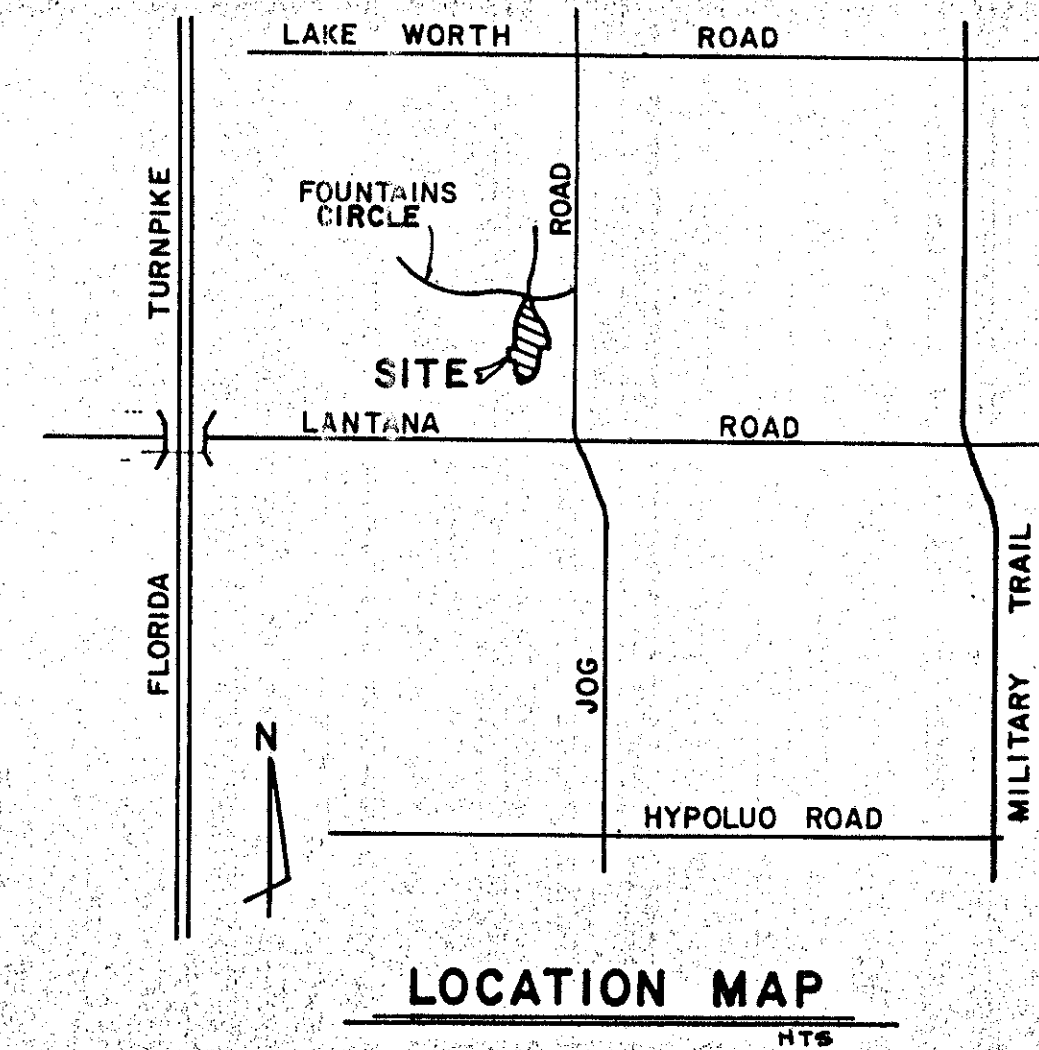 LAKE WORTH ROAD
FOUNTAINS
CIRCLE
ROAD
TURNPIKE
SITE
LANTANA ROAD
FLORIDA
JOG
MILITARY TRAIL
N
HYPOLUO ROAD
LOCATION MAP
NTS